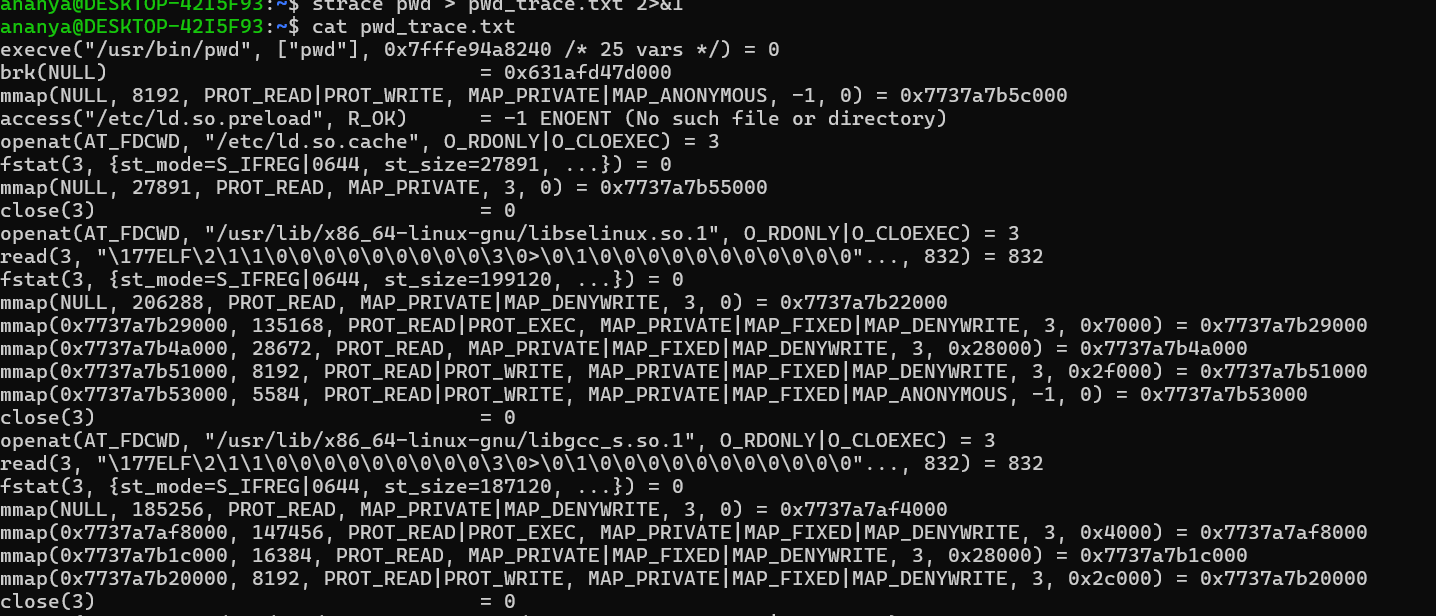 ananya@DESKTOP-42I5F93:~$ strace pwd > pwd_trace.txt 2>&1
ananya@DESKTOP-42I5F93:~$ cat pwd_trace.txt
execve("/usr/bin/pwd", ["pwd"], 0x7fffe94a8240 /* 25 vars */) = 0
brk(NULL)                               = 0x631afd47d000
mmap(NULL, 8192, PROT_READ|PROT_WRITE, MAP_PRIVATE|MAP_ANONYMOUS, -1, 0) = 0x7737a7b5c000
access("/etc/ld.so.preload", R_OK)      = -1 ENOENT (No such file or directory)
openat(AT_FDCWD, "/etc/ld.so.cache", O_RDONLY|O_CLOEXEC) = 3
fstat(3, {st_mode=S_IFREG|0644, st_size=27891, ...}) = 0
mmap(NULL, 27891, PROT_READ, MAP_PRIVATE, 3, 0) = 0x7737a7b55000
close(3)                                = 0
openat(AT_FDCWD, "/usr/lib/x86_64-linux-gnu/libselinux.so.1", O_RDONLY|O_CLOEXEC) = 3
read(3, "\177ELF\2\1\1\0\0\0\0\0\0\0\0\0\3\0>\0\1\0\0\0\0\0\0\0\0\0\0\0"..., 832) = 832
fstat(3, {st_mode=S_IFREG|0644, st_size=199120, ...}) = 0
mmap(NULL, 206288, PROT_READ, MAP_PRIVATE|MAP_DENYWRITE, 3, 0) = 0x7737a7b22000
mmap(0x7737a7b29000, 135168, PROT_READ|PROT_EXEC, MAP_PRIVATE|MAP_FIXED|MAP_DENYWRITE, 3, 0x7000) = 0x7737a7b29000
mmap(0x7737a7b4a000, 28672, PROT_READ, MAP_PRIVATE|MAP_FIXED|MAP_DENYWRITE, 3, 0x28000) = 0x7737a7b4a000
mmap(0x7737a7b51000, 8192, PROT_READ|PROT_WRITE, MAP_PRIVATE|MAP_FIXED|MAP_DENYWRITE, 3, 0x2f000) = 0x7737a7b51000
mmap(0x7737a7b53000, 5584, PROT_READ|PROT_WRITE, MAP_PRIVATE|MAP_FIXED|MAP_ANONYMOUS, -1, 0) = 0x7737a7b53000
close(3)                                = 0
openat(AT_FDCWD, "/usr/lib/x86_64-linux-gnu/libgcc_s.so.1", O_RDONLY|O_CLOEXEC) = 3
read(3, "\177ELF\2\1\1\0\0\0\0\0\0\0\0\0\3\0>\0\1\0\0\0\0\0\0\0\0\0\0\0"..., 832) = 832
fstat(3, {st_mode=S_IFREG|0644, st_size=187120, ...}) = 0
mmap(NULL, 185256, PROT_READ, MAP_PRIVATE|MAP_DENYWRITE, 3, 0) = 0x7737a7af4000
mmap(0x7737a7af8000, 147456, PROT_READ|PROT_EXEC, MAP_PRIVATE|MAP_FIXED|MAP_DENYWRITE, 3, 0x4000) = 0x7737a7af8000
mmap(0x7737a7b1c000, 16384, PROT_READ, MAP_PRIVATE|MAP_FIXED|MAP_DENYWRITE, 3, 0x28000) = 0x7737a7b1c000
mmap(0x7737a7b20000, 8192, PROT_READ|PROT_WRITE, MAP_PRIVATE|MAP_FIXED|MAP_DENYWRITE, 3, 0x2c000) = 0x7737a7b20000
close(3)                                = 0